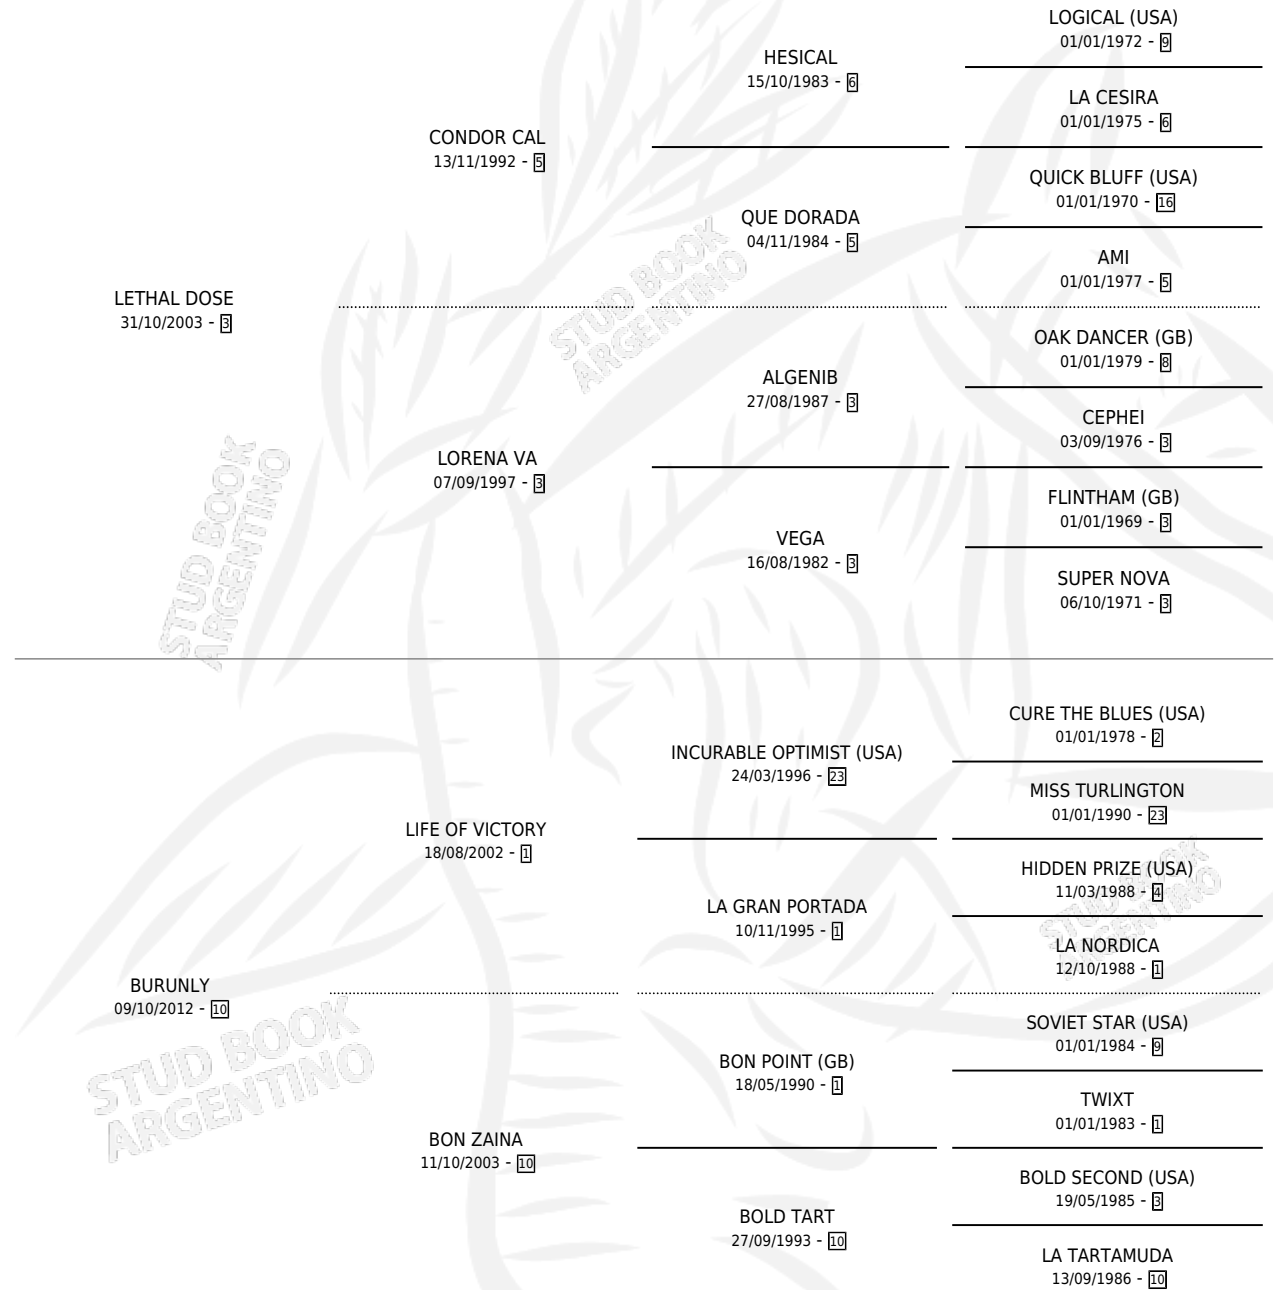 LOGICAL (USA)
01/01/1972 - 9
HESICAL
15/10/1983 - 6
LA CESIRA
01/01/1975 - 6
CONDOR CAL
13/11/1992 - 5
QUICK BLUFF (USA)
01/01/1970 - 16
QUE DORADA
04/11/1984 - 5
AMI
01/01/1977 - 5
LETHAL DOSE
31/10/2003 - 3
STUD BOOK
ARGENTINO
OAK DANCER (GB)
01/01/1979 - 8
ALGENIB
27/08/1987 - 3
CEPHEI
03/09/1976 - 3
LORENA VA
07/09/1997 - 3
FLINTHAM (GB)
01/01/1969 - 3
VEGA
16/08/1982 - 3
SUPER NOVA
06/10/1971 - 3
STUD BOOK
ARGENTINO
CURE THE BLUES (USA)
01/01/1978 - 2
INCURABLE OPTIMIST (USA)
24/03/1996 - 23
MISS TURLINGTON
01/01/1990 - 23
LIFE OF VICTORY
18/08/2002 - 1
HIDDEN PRIZE (USA)
11/03/1988 - 4
LA GRAN PORTADA
10/11/1995 - 1
LA NORDICA
12/10/1988 - 1
STUD BOOK
ARGENTINO
BURUNLY
09/10/2012 - 10
SOVIET STAR (USA)
01/01/1984 - 9
BON POINT (GB)
18/05/1990 - 1
TWIXT
01/01/1983 - 1
STUD BOOK
ARGENTINO
BON ZAINA
11/10/2003 - 10
BOLD SECOND (USA)
19/05/1985 - 3
BOLD TART
27/09/1993 - 10
LA TARTAMUDA
13/09/1986 - 10